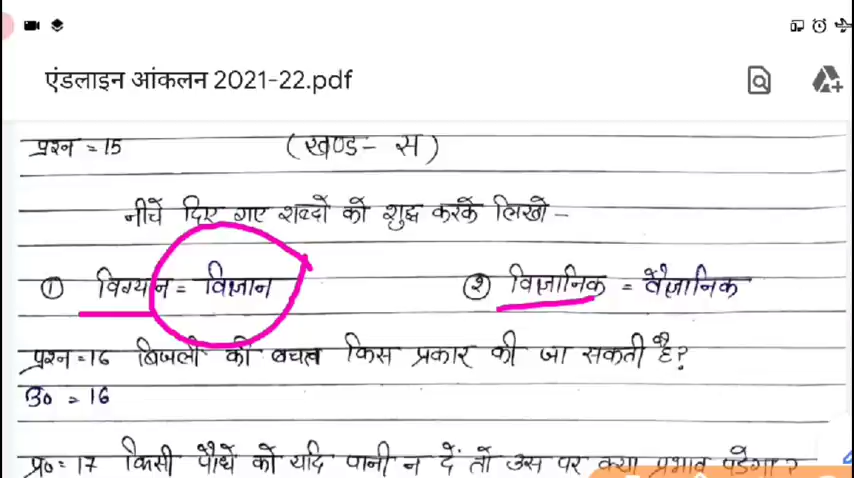 एंडलाइन आंकलन 2021-22.pdf
प्रश्न = 15 (खण्ड - स)
नीचे दिए गए शब्दों को शुद्ध करके लिखो -
① विग्यान = विज्ञान ② विज्ञानिक = वैज्ञानिक
प्रश्न = 16 बिजली की बचत किस प्रकार की जा सकती है?
उ० = 16
प्र० = 17 किसी पौधे को यदि पानी न दें तो उस पर क्या प्रभाव पडेगा?